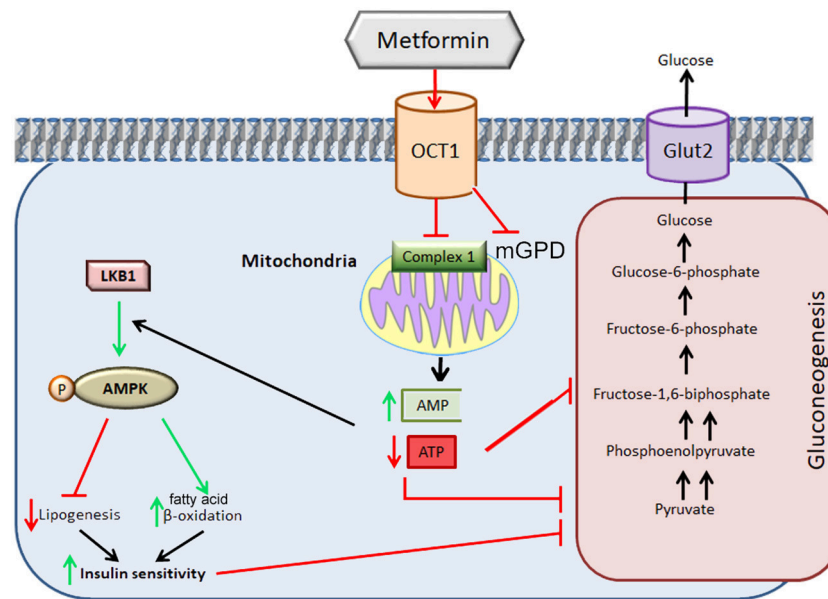 Metformin
Glucose
OCT1
Glut2
Glucose
Mitochondria
Complex 1
mGPD
LKB1
Glucose-6-phosphate
Fructose-6-phosphate
Gluconeogenesis
P
AMPK
AMP
Fructose-1,6-biphosphate
ATP
Phosphoenolpyruvate
Pyruvate
Lipogenesis
fatty acid
β-oxidation
Insulin sensitivity